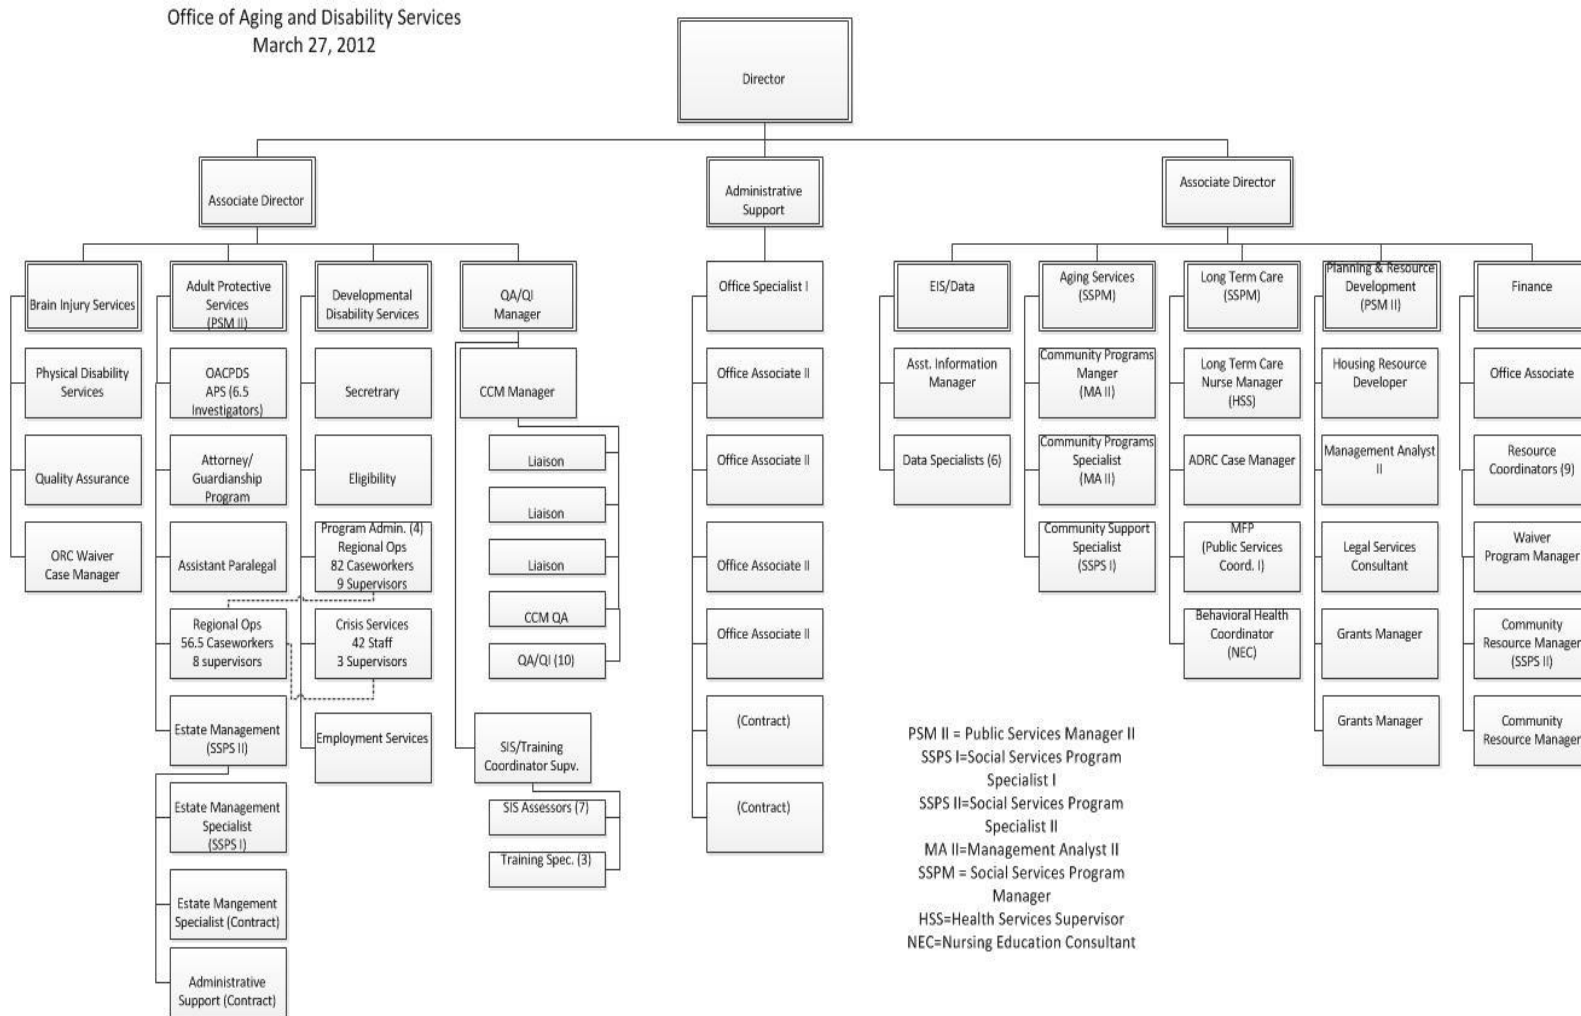 Office of Aging and Disability Services
March 27, 2012
Director
Associate Director
Administrative
Support
Associate Director
Brain Injury Services
Adult Protective
Services
(PSM II)
Developmental
Disability Services
QA/QI
Manager
Office Specialist I
EIS/Data
Aging Services
(SSPM)
Long Term Care
(SSPM)
Planning & Resource
Development
(PSM II)
Finance
Physical Disability
Services
OACPDS
APS (6.5
Investigators)
Secretary
CCM Manager
Office Associate II
Asst. Information
Manager
Community Programs
Manger
(MA II)
Long Term Care
Nurse Manager
(HSS)
Housing Resource
Developer
Office Associate
Quality Assurance
Attorney/
Guardianship
Program
Eligibility
Liaison
Liaison
Office Associate II
Data Specialists (6)
Community Programs
Specialist
(MA II)
ADRC Case Manager
Management Analyst
II
Resource
Coordinators (9)
ORC Waiver
Case Manager
Assistant Paralegal
Program Admin. (4)
Regional Ops
82 Caseworkers
9 Supervisors
Liaison
Office Associate II
Community Support
Specialist
(SSPS I)
MFP
(Public Services
Coord. I)
Legal Services
Consultant
Waiver
Program Manager
Regional Ops
56.5 Caseworkers
8 supervisors
Crisis Services
42 Staff
3 Supervisors
CCM QA
QA/QI (10)
Office Associate II
Behavioral Health
Coordinator
(NEC)
Grants Manager
Community
Resource Manager
(SSPS II)
Estate Management
(SSPS II)
Employment Services
SIS/Training
Coordinator Supv.
(Contract)
Grants Manager
Community
Resource Manager
Estate Management
Specialist
(SSPS I)
SIS Assessors (7)
Training Spec. (3)
(Contract)
Estate Mangement
Specialist (Contract)
Administrative
Support (Contract)
PSM II = Public Services Manager II
SSPS I=Social Services Program
Specialist I
SSPS II=Social Services Program
Specialist II
MA II=Management Analyst II
SSPM = Social Services Program
Manager
HSS=Health Services Supervisor
NEC=Nursing Education Consultant